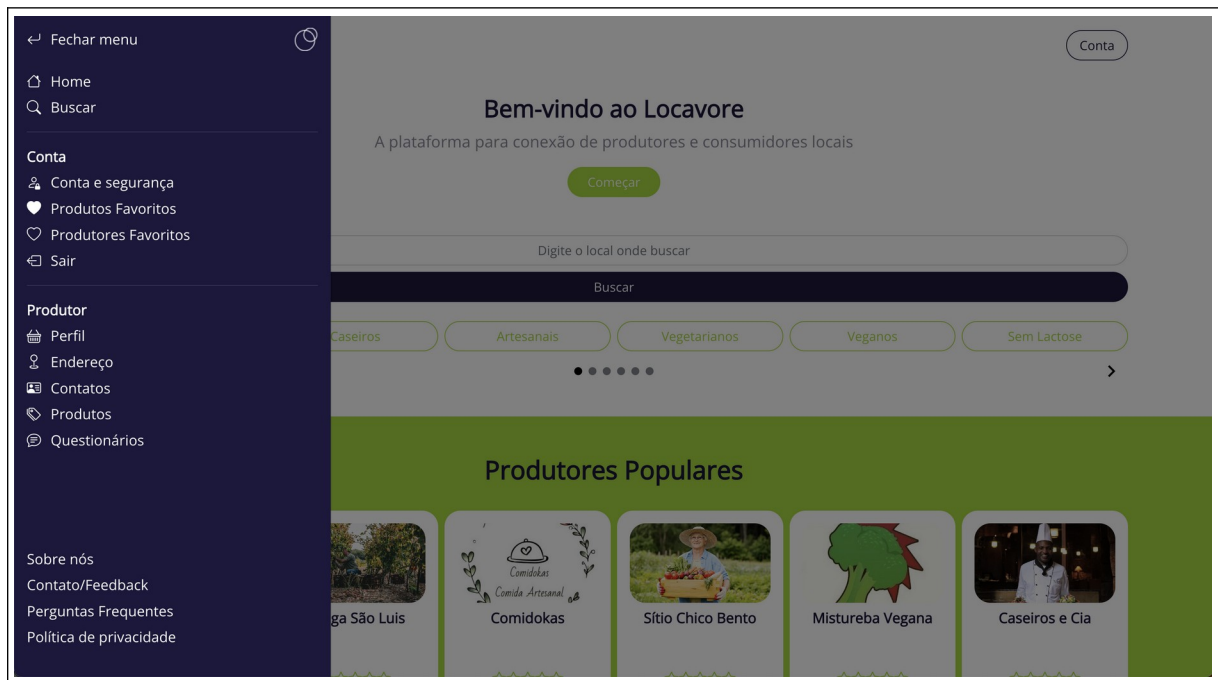 Fechar menu
Home
Buscar
Conta
Conta e segurança
Produtos Favoritos
Produtores Favoritos
Sair
Produtor
Perfil
Endereço
Contatos
Produtos
Questionários
Sobre nós
Contato/Feedback
Perguntas Frequentes
Política de privacidade
Conta
Bem-vindo ao Locavore
A plataforma para conexão de produtores e consumidores locais
Começar
Digite o local onde buscar
Buscar
Caseiros Artesanais Vegetarianos Veganos Sem Lactose
Produtores Populares
Comidokas
Comida Artesanal
ga São Luis Comidokas Sítio Chico Bento Mistureba Vegana Caseiros e Cia